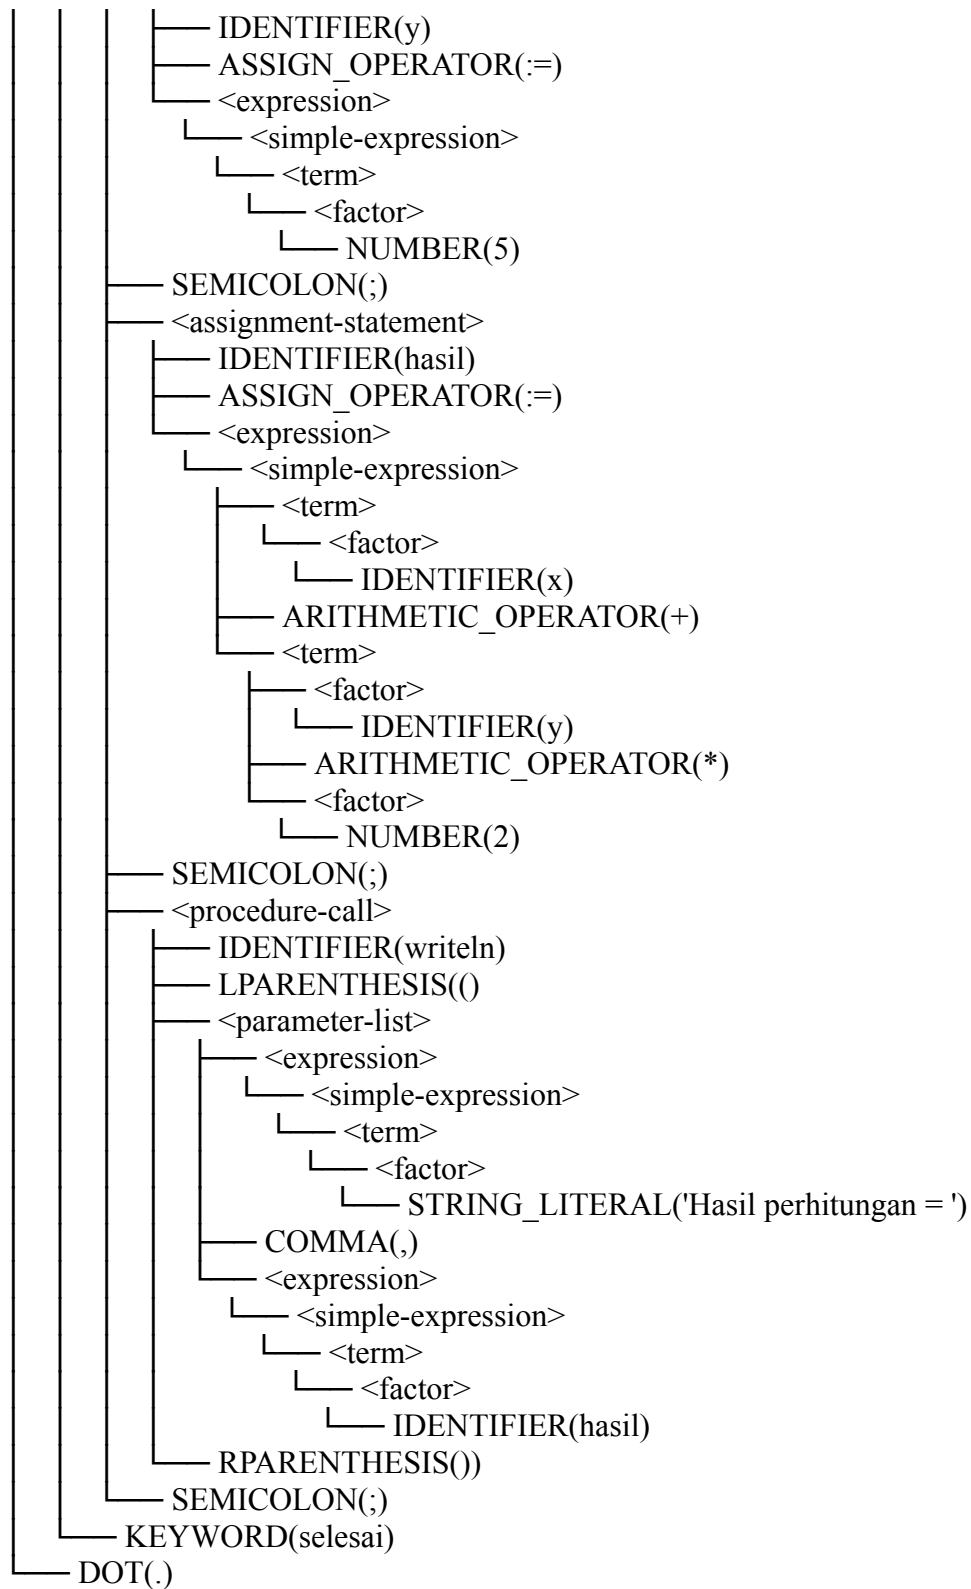 IDENTIFIER(y)
ASSIGN_OPERATOR(:=)
<expression>
<simple-expression>
<term>
<factor>
NUMBER(5)
SEMICOLON(;)
<assignment-statement>
IDENTIFIER(hasil)
ASSIGN_OPERATOR(:=)
<expression>
<simple-expression>
<term>
<factor>
IDENTIFIER(x)
ARITHMETIC_OPERATOR(+)
<term>
<factor>
IDENTIFIER(y)
ARITHMETIC_OPERATOR(*)
<factor>
NUMBER(2)
SEMICOLON(;)
<procedure-call>
IDENTIFIER(writeln)
LPARENTHESIS(()
<parameter-list>
<expression>
<simple-expression>
<term>
<factor>
STRING_LITERAL('Hasil perhitungan = ')
COMMA(,)
<expression>
<simple-expression>
<term>
<factor>
IDENTIFIER(hasil)
RPARENTHESIS())
SEMICOLON(;)
KEYWORD(selesai)
DOT(.)